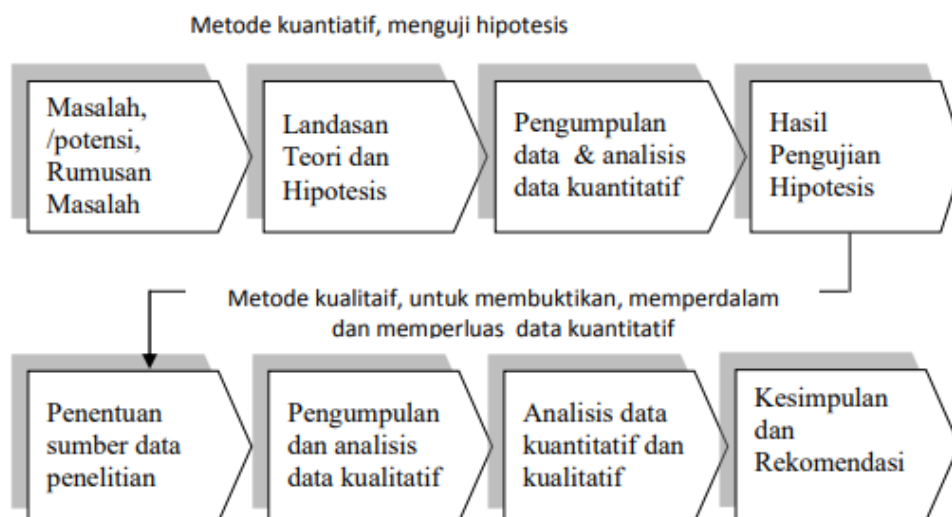 Metode kuantiatif, menguji hipotesis
Masalah,
/potensi,
Rumusan
Masalah
Landasan
Teori dan
Hipotesis
Pengumpulan
data & analisis
data kuantitatif
Hasil
Pengujian
Hipotesis
Metode kualitaif, untuk membuktikan, memperdalam
dan memperluas data kuantitatif
Penentuan
sumber data
penelitian
Pengumpulan
dan analisis
data kualitatif
Analisis data
kuantitatif dan
kualitatif
Kesimpulan
dan
Rekomendasi